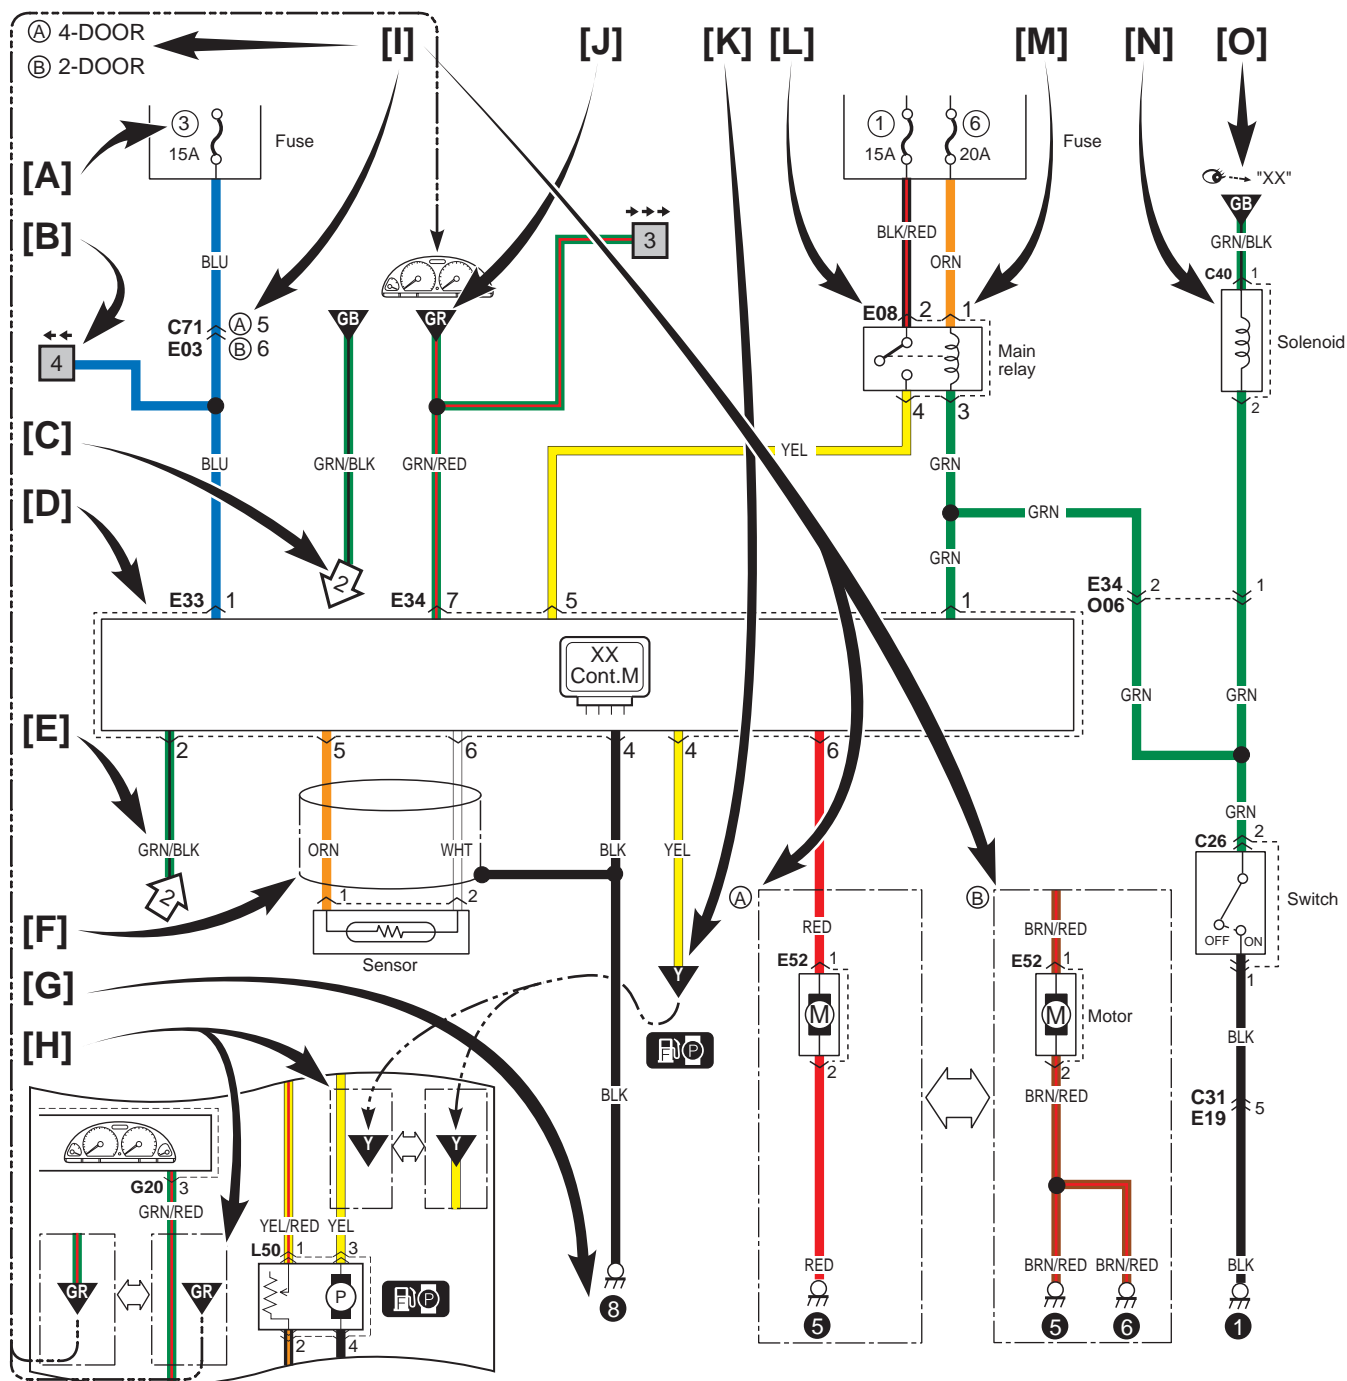 Ⓐ 4-DOOR
Ⓑ 2-DOOR
[I]
[J]
[K]
[L]
[M]
[N]
[O]
[A]
③
15A
Fuse
①
15A
⑥
20A
Fuse
"XX"
GB
GRN/BLK
[B]
3
BLK/RED
BLU
ORN
C40 1
C71 Ⓐ 5
E03 Ⓑ 6
GB
GR
E08 2 1
4
Main
relay
Solenoid
4 3
2
[C]
BLU
GRN/BLK
GRN/RED
YEL
GRN
[D]
GRN
GRN
2
E33 1
E34 7
5
1
E34 2
O06
1
XX
Cont.M
GRN
GRN
[E]
2
5
6
4
4
6
GRN
C26 2
GRN/BLK
ORN
WHT
BLK
YEL
2
1
2
Ⓐ
Ⓑ
Switch
[F]
RED
BRN/RED
OFF
ON
Sensor
E52 1
E52 1
1
[G]
Y
M
M
Motor
[H]
F P
BLK
2
2
BLK
BRN/RED
C31
E19 5
Y
Y
G20 3
GRN/RED
YEL/RED
YEL
L50 1
3
RED
BRN/RED
BRN/RED
BLK
GR
GR
P
F P
8
5
5
6
1
2
4